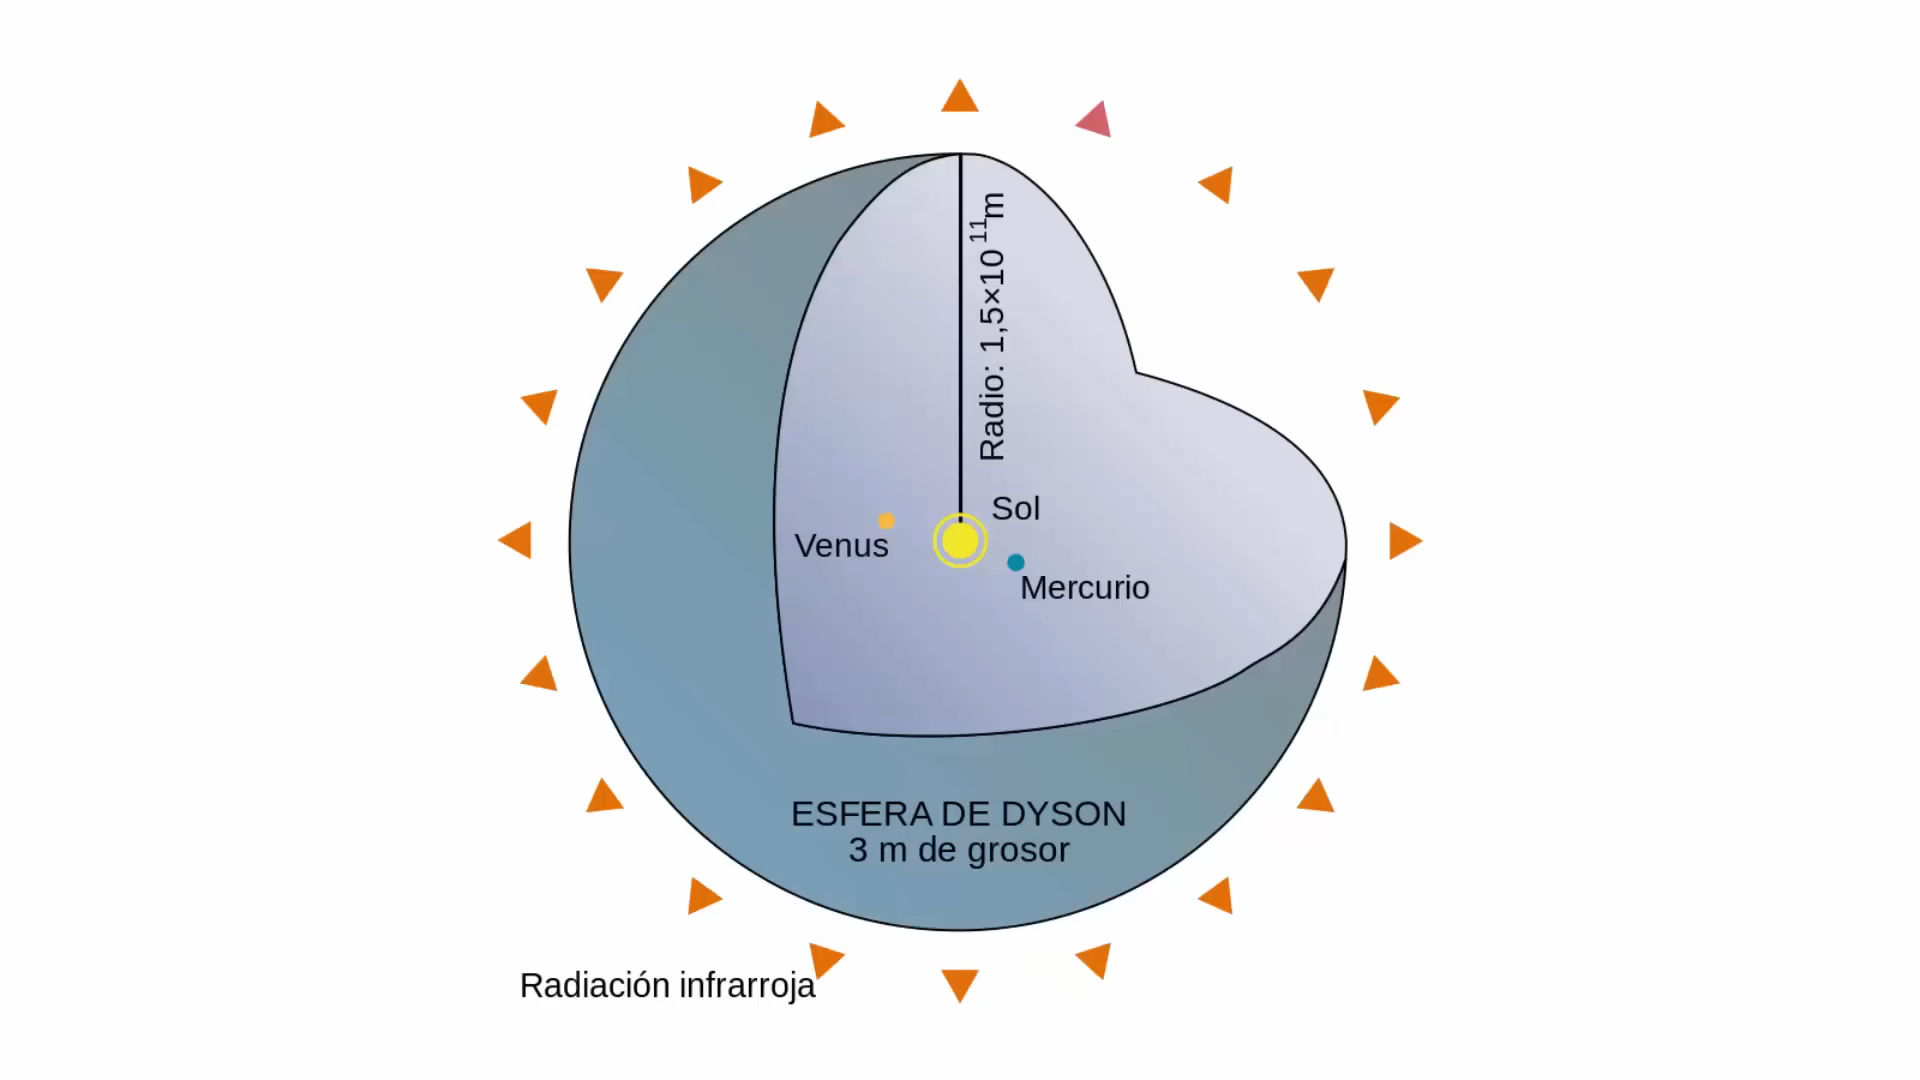 Radio: 1,5×10¹¹m
Sol
Venus
Mercurio
ESFERA DE DYSON
3 m de grosor
Radiación infrarroja